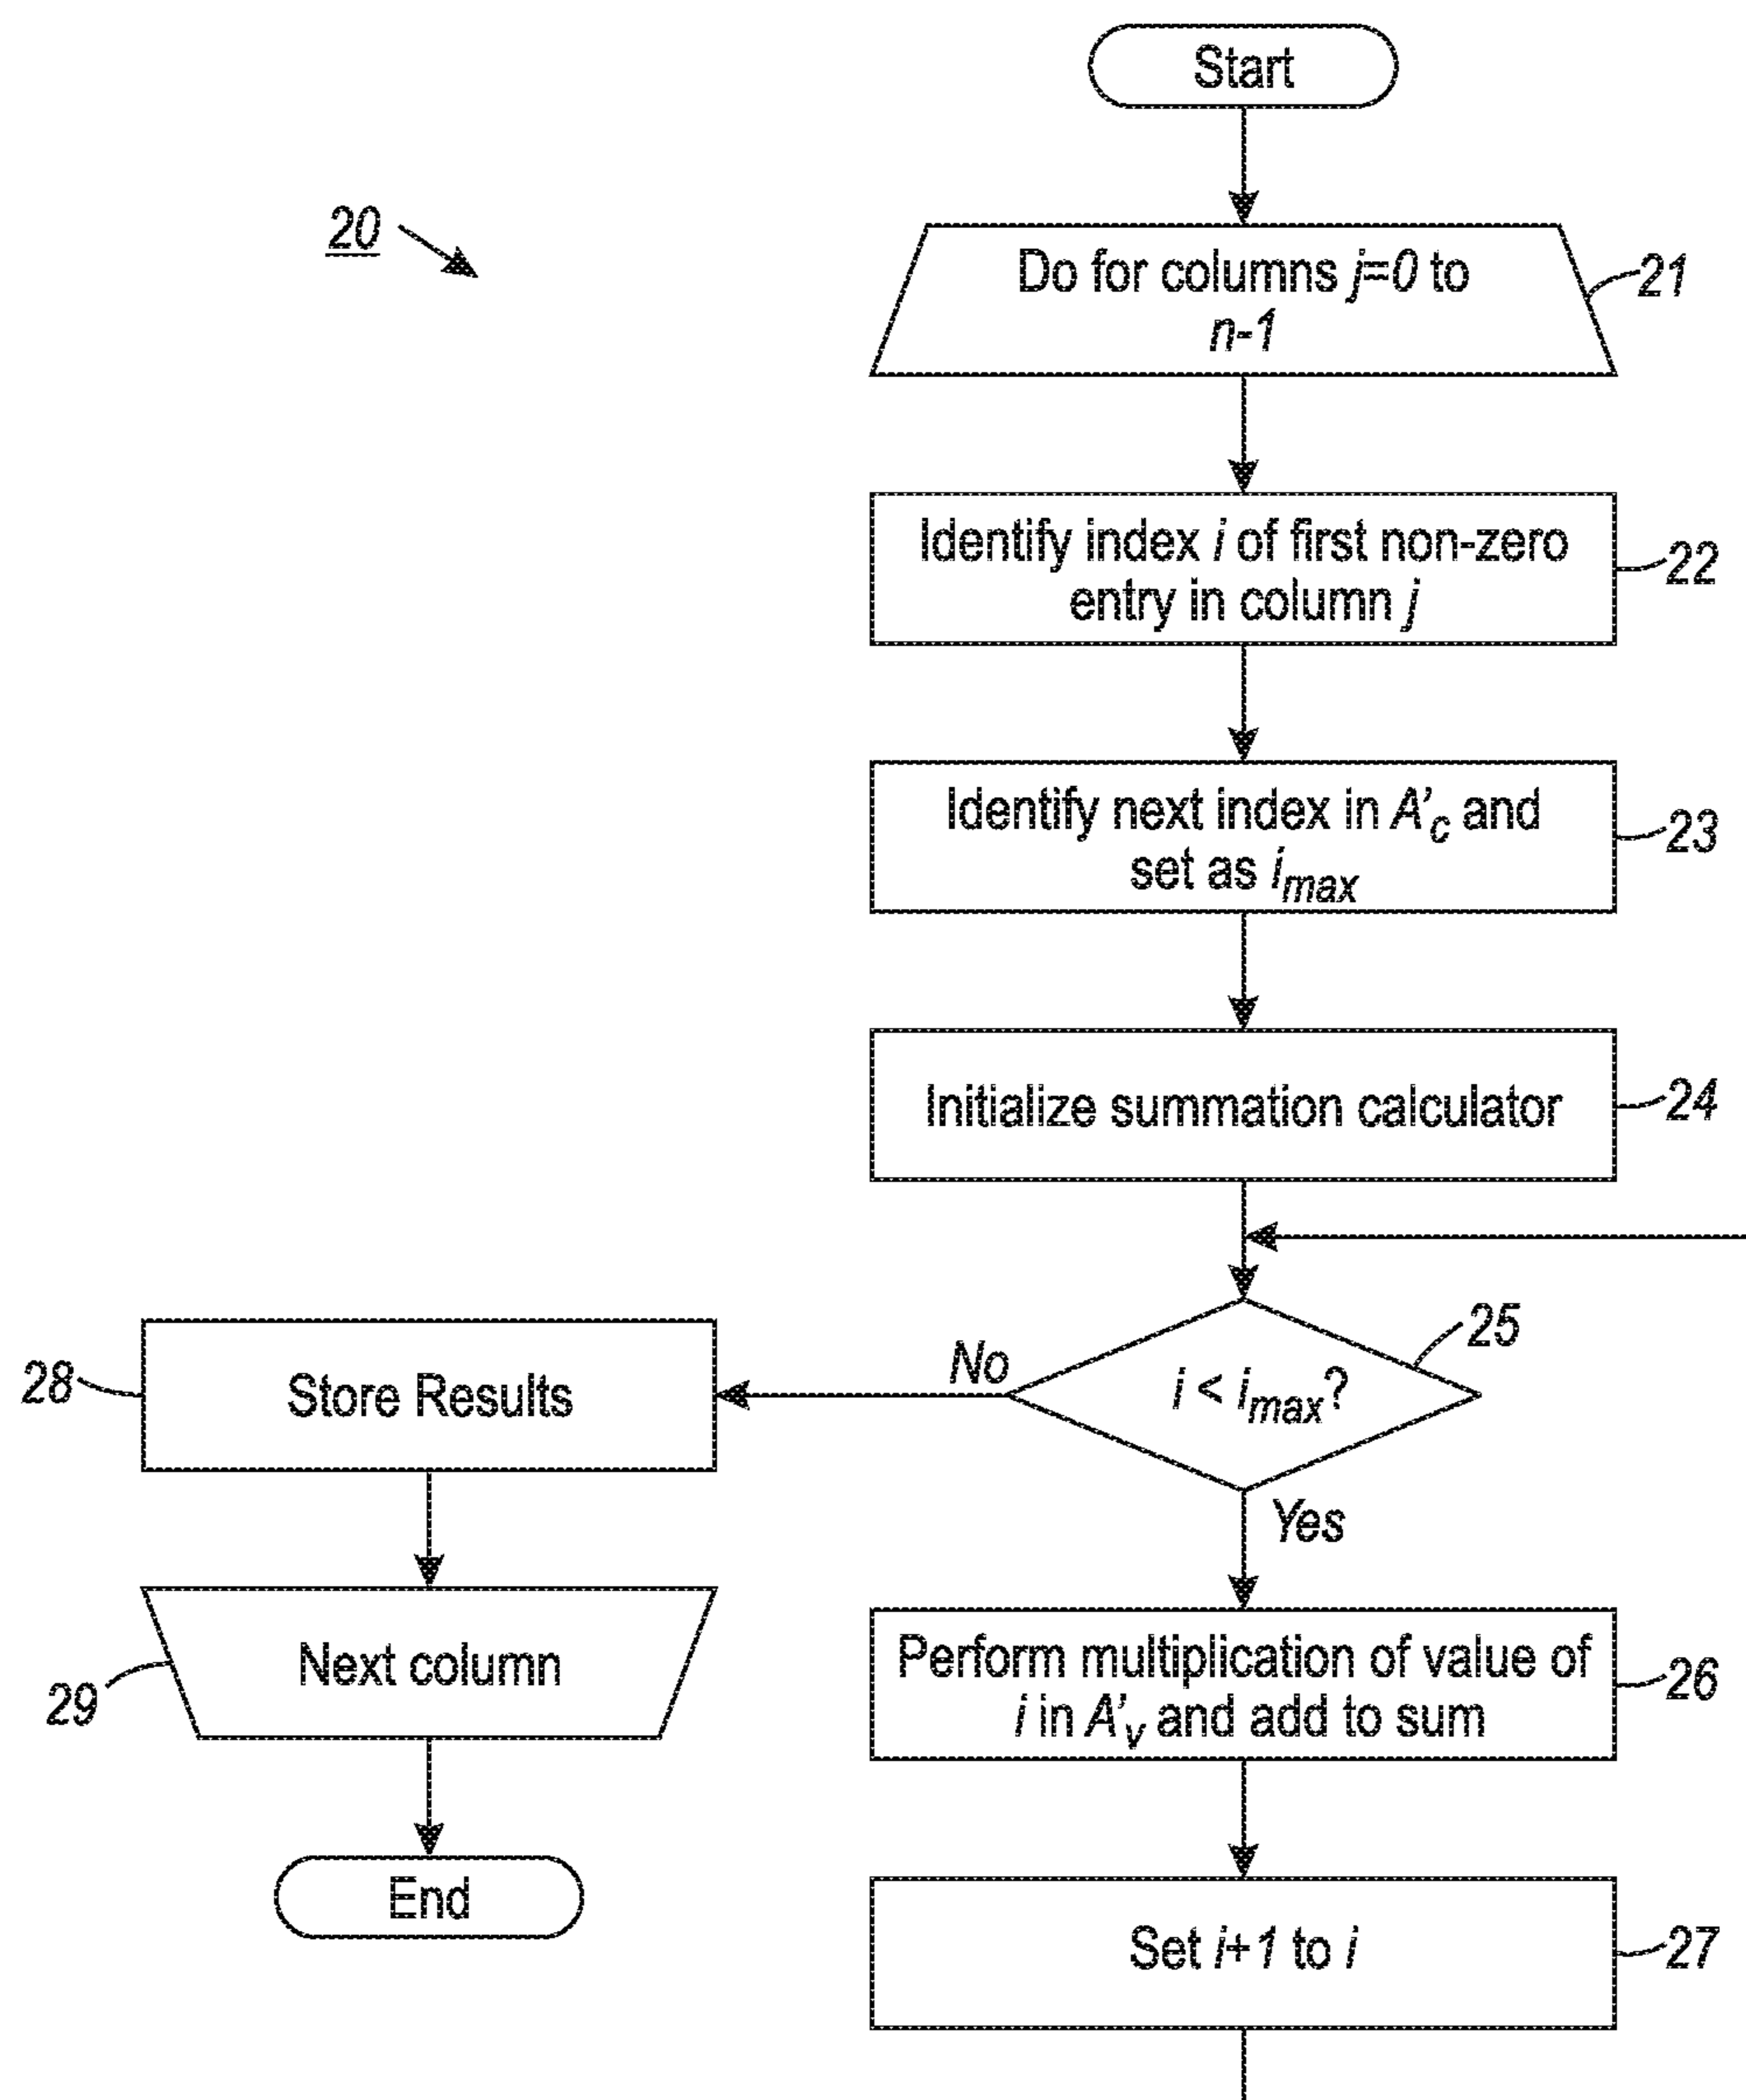 Start
20
Do for columns j=0 to
n-1
21
Identify index i of first non-zero
entry in column j
22
Identify next index in A'c and
set as imax
23
Initialize summation calculator
24
25
i < imax?
No
Yes
28
Store Results
Perform multiplication of value of
i in A'v and add to sum
26
29
Next column
Set i+1 to i
27
End